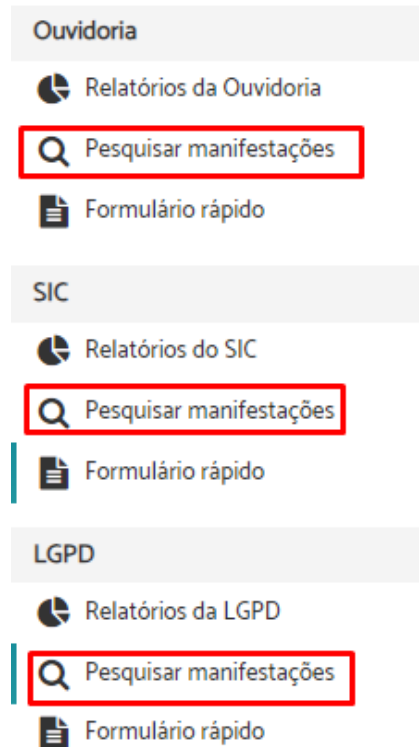 Ouvidoria
Relatórios da Ouvidoria
Pesquisar manifestações
Formulário rápido
SIC
Relatórios do SIC
Pesquisar manifestações
Formulário rápido
LGPD
Relatórios da LGPD
Pesquisar manifestações
Formulário rápido